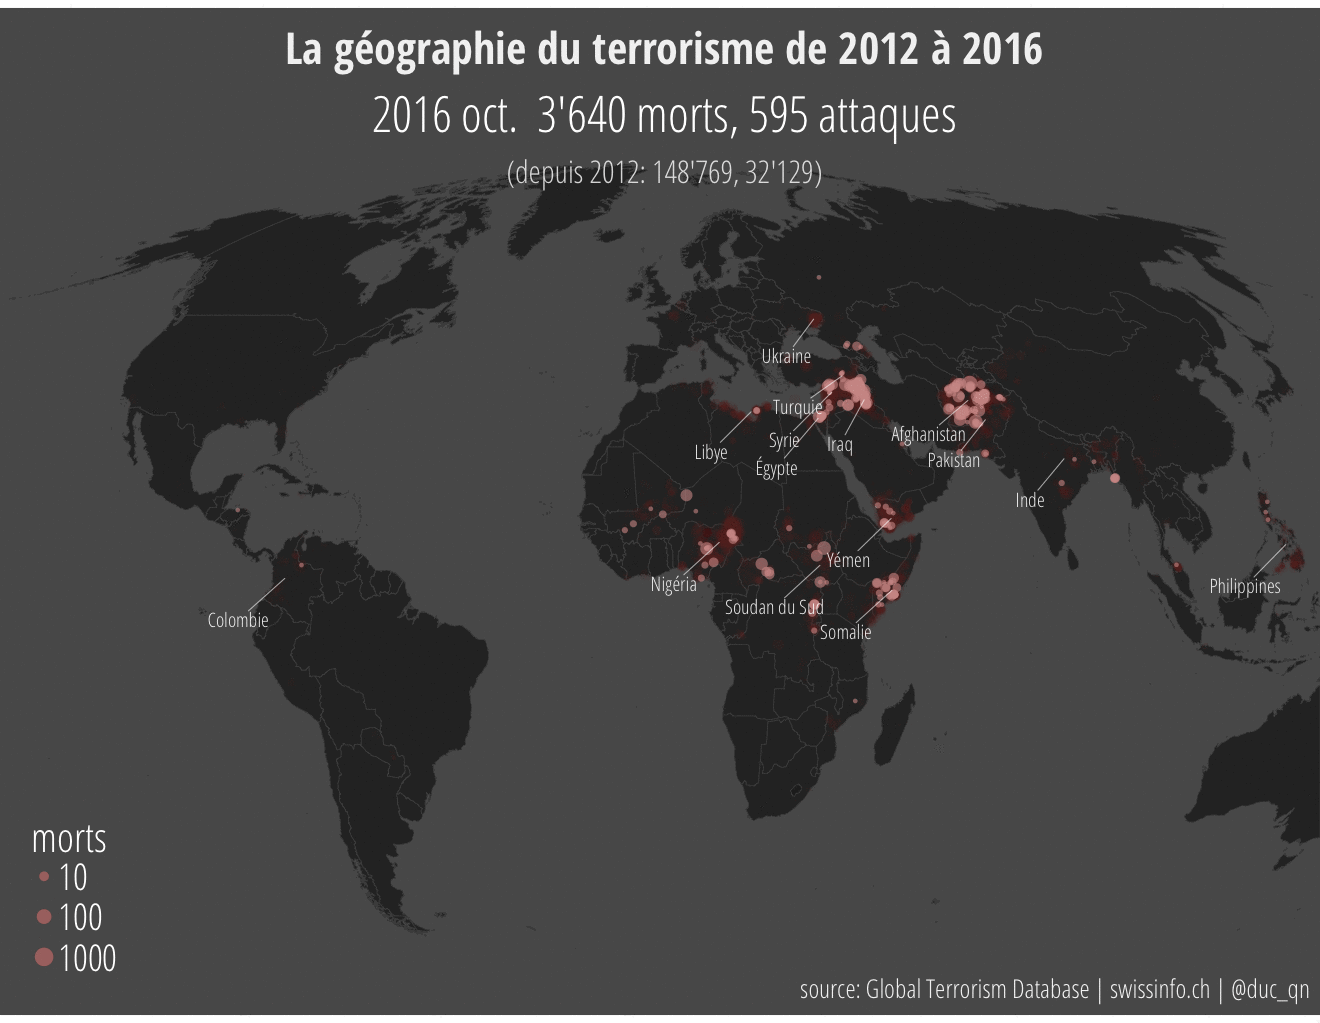 La géographie du terrorisme de 2012 à 2016
2016 oct.  3'640 morts, 595 attaques
(depuis 2012: 148'769, 32'129)
Ukraine
Turquie
Syrie
Égypte
Libye
Iraq
Afghanistan
Pakistan
Inde
Yémen
Nigéria
Soudan du Sud
Somalie
Philippines
Colombie
morts
10
100
1000
source: Global Terrorism Database | swissinfo.ch | @duc_qn